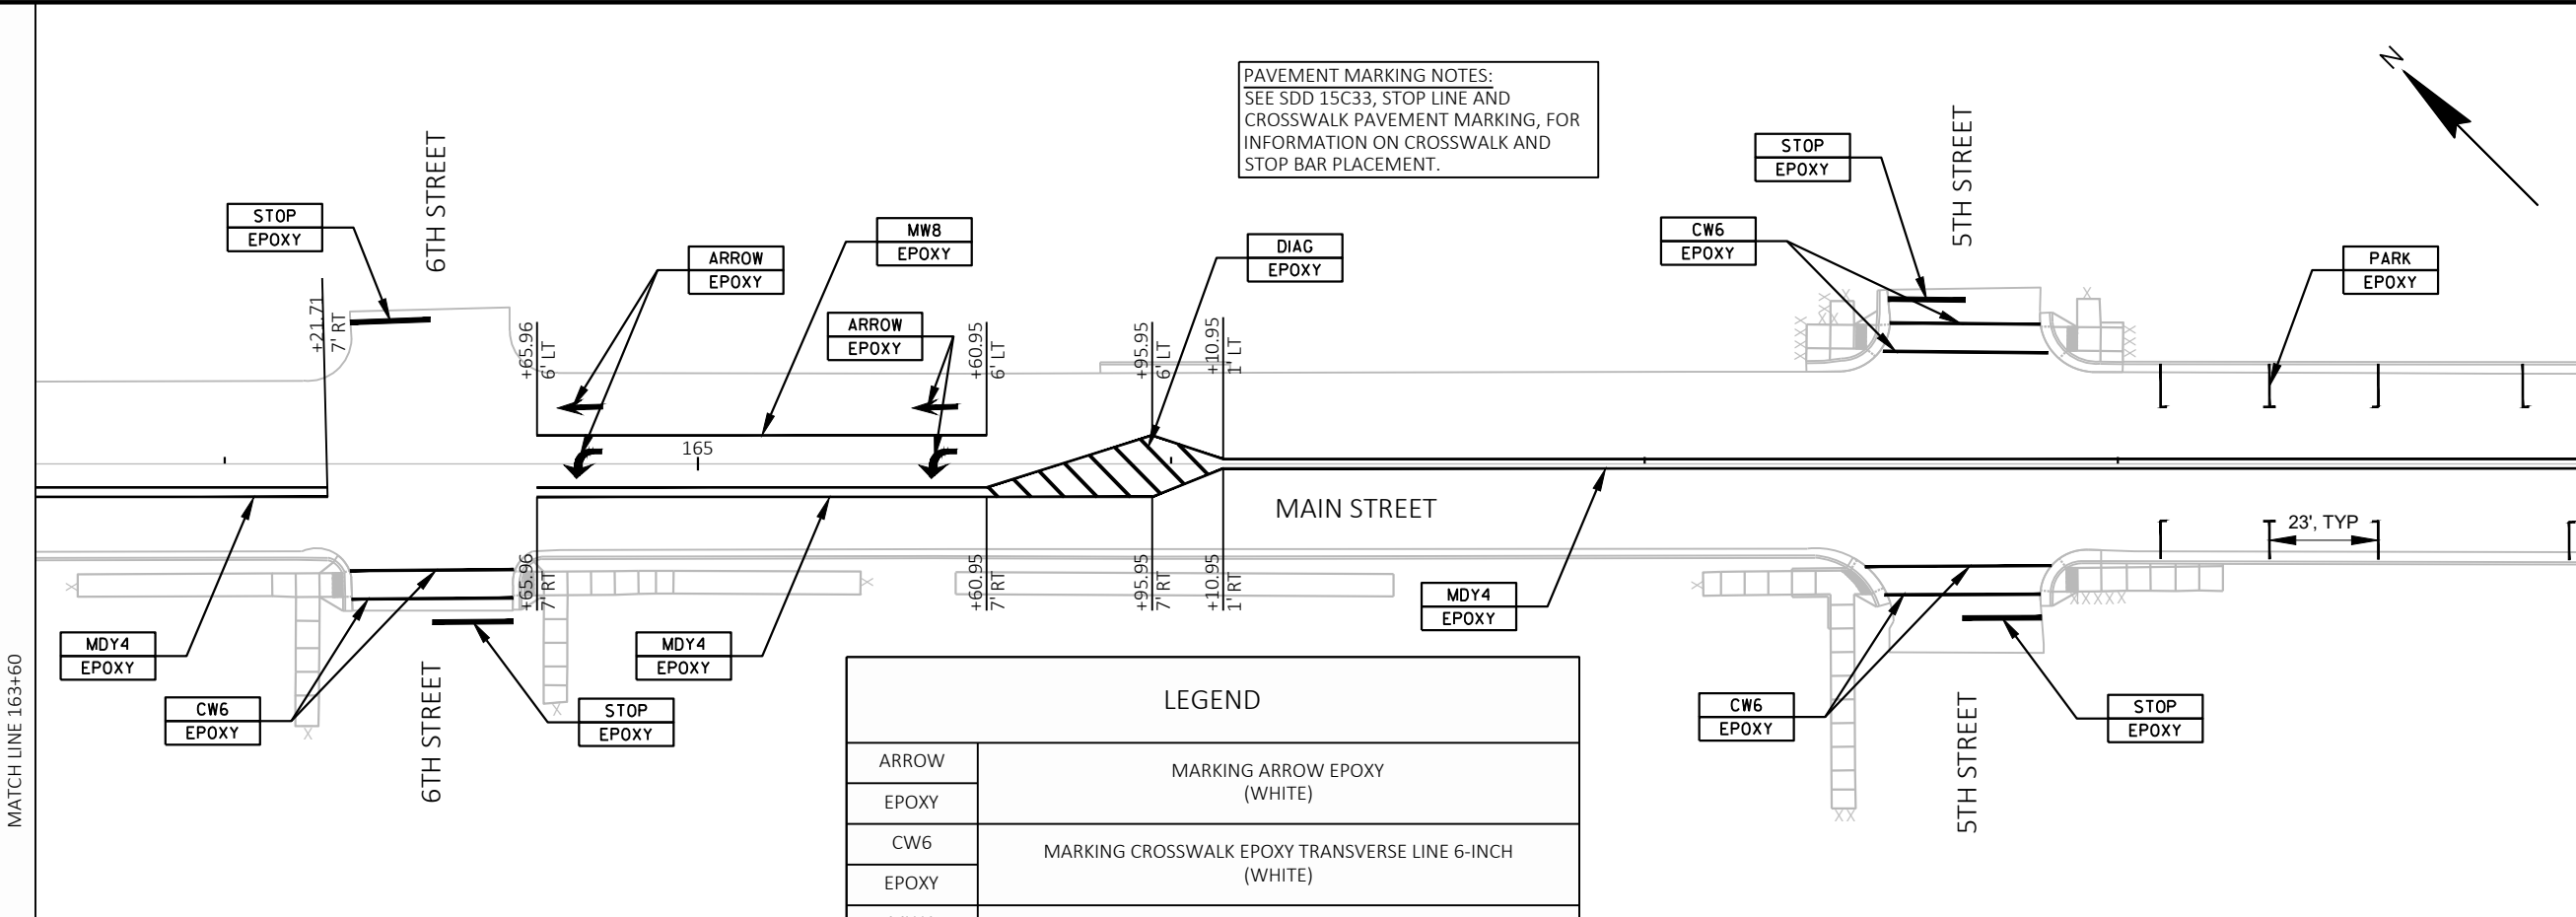 PAVEMENT MARKING NOTES:
SEE SDD 15C33, STOP LINE AND
CROSSWALK PAVEMENT MARKING, FOR
INFORMATION ON CROSSWALK AND
STOP BAR PLACEMENT.
N
STOP
EPOXY
6TH STREET
ARROW
EPOXY
MW8
EPOXY
ARROW
EPOXY
DIAG
EPOXY
STOP
EPOXY
5TH STREET
CW6
EPOXY
PARK
EPOXY
+21.71
7' RT
+65.96
6' LT
+60.95
6' LT
+95.95
6' LT
+10.95
1' LT
165
MAIN STREET
23', TYP
+65.96
7' RT
+60.95
7' RT
+95.95
7' RT
+10.95
1' RT
MDY4
EPOXY
MDY4
EPOXY
MDY4
EPOXY
CW6
EPOXY
6TH STREET
STOP
EPOXY
CW6
EPOXY
5TH STREET
STOP
EPOXY
MATCH LINE 163+60
LEGEND
ARROW
EPOXY
MARKING ARROW EPOXY
(WHITE)
CW6
EPOXY
MARKING CROSSWALK EPOXY TRANSVERSE LINE 6-INCH
(WHITE)